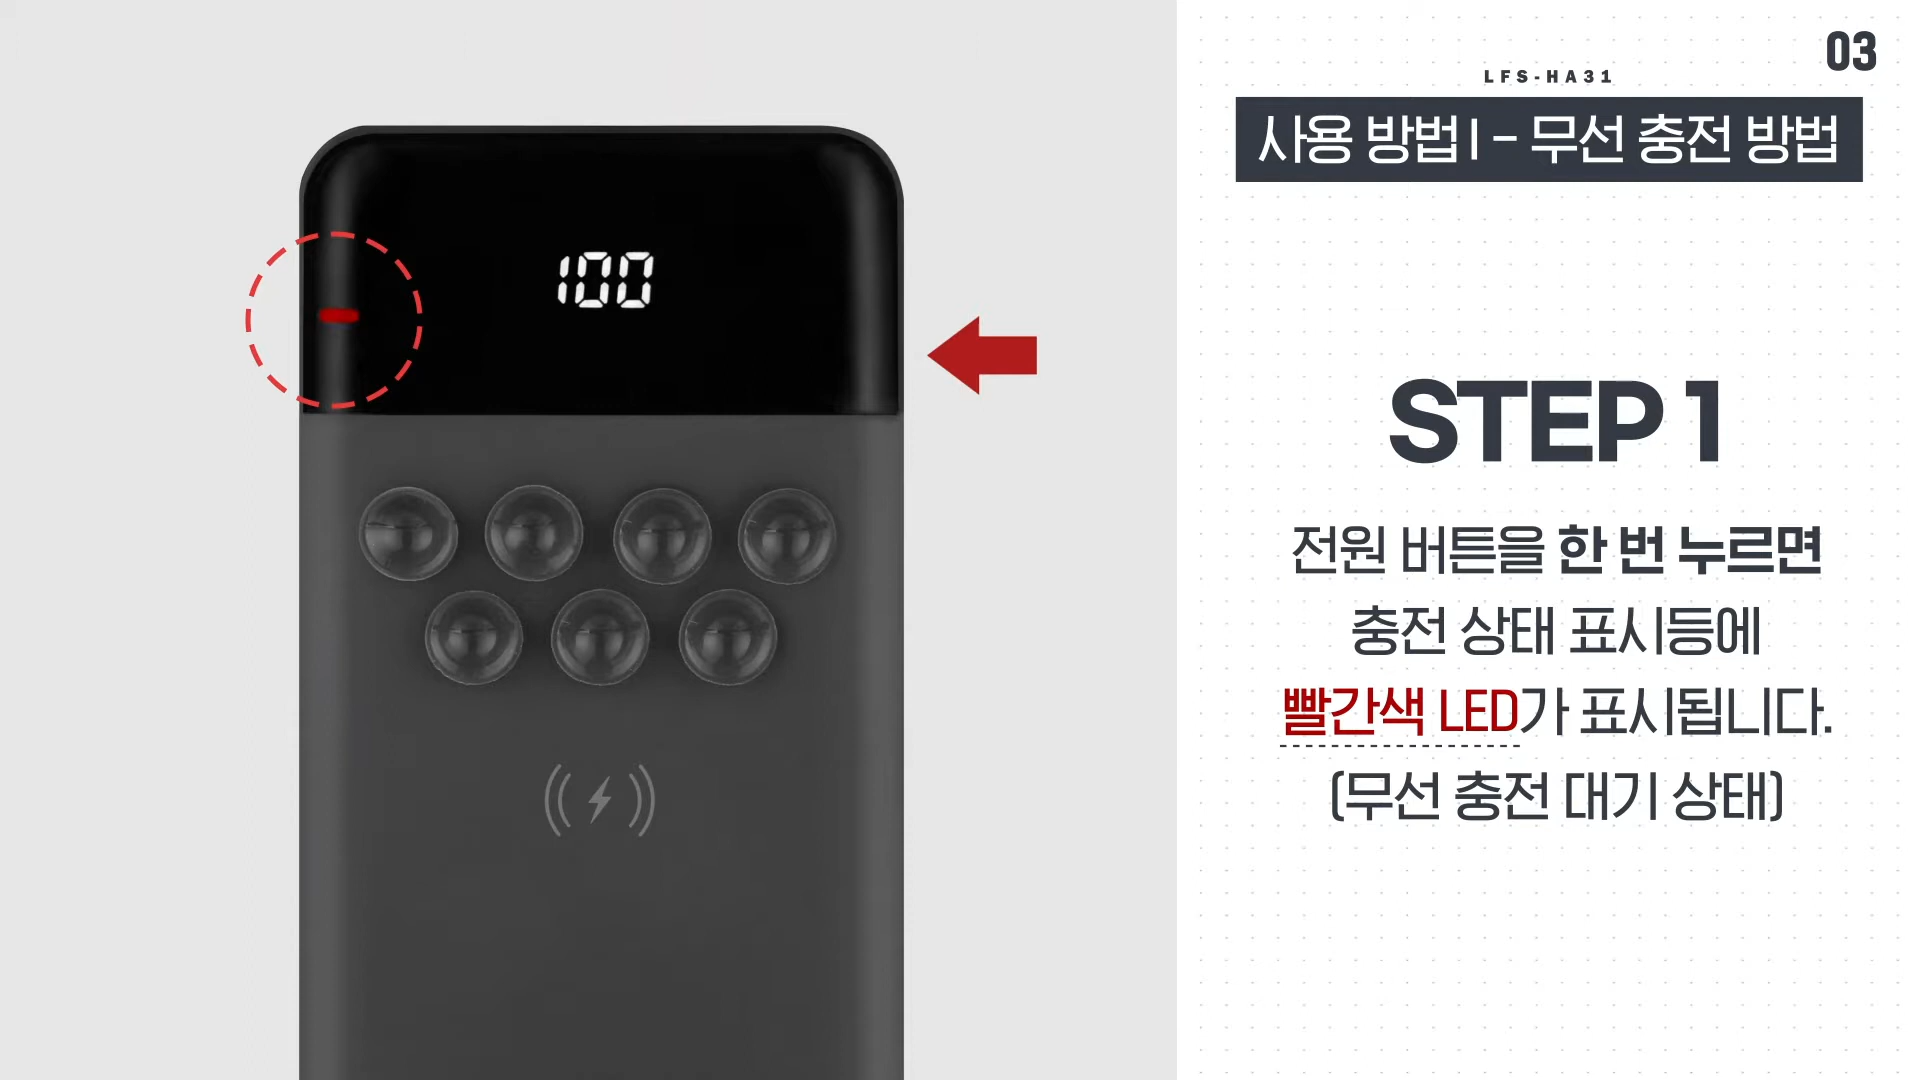 03
LFS-HA31
사용 방법Ⅰ - 무선 충전 방법
100
STEP 1
전원 버튼을 한 번 누르면
충전 상태 표시등에
빨간색 LED가 표시됩니다.
(무선 충전 대기 상태)